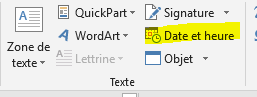 Zone de
texte
QuickPart
WordArt
Lettrine
Signature
Date et heure
Objet
Texte